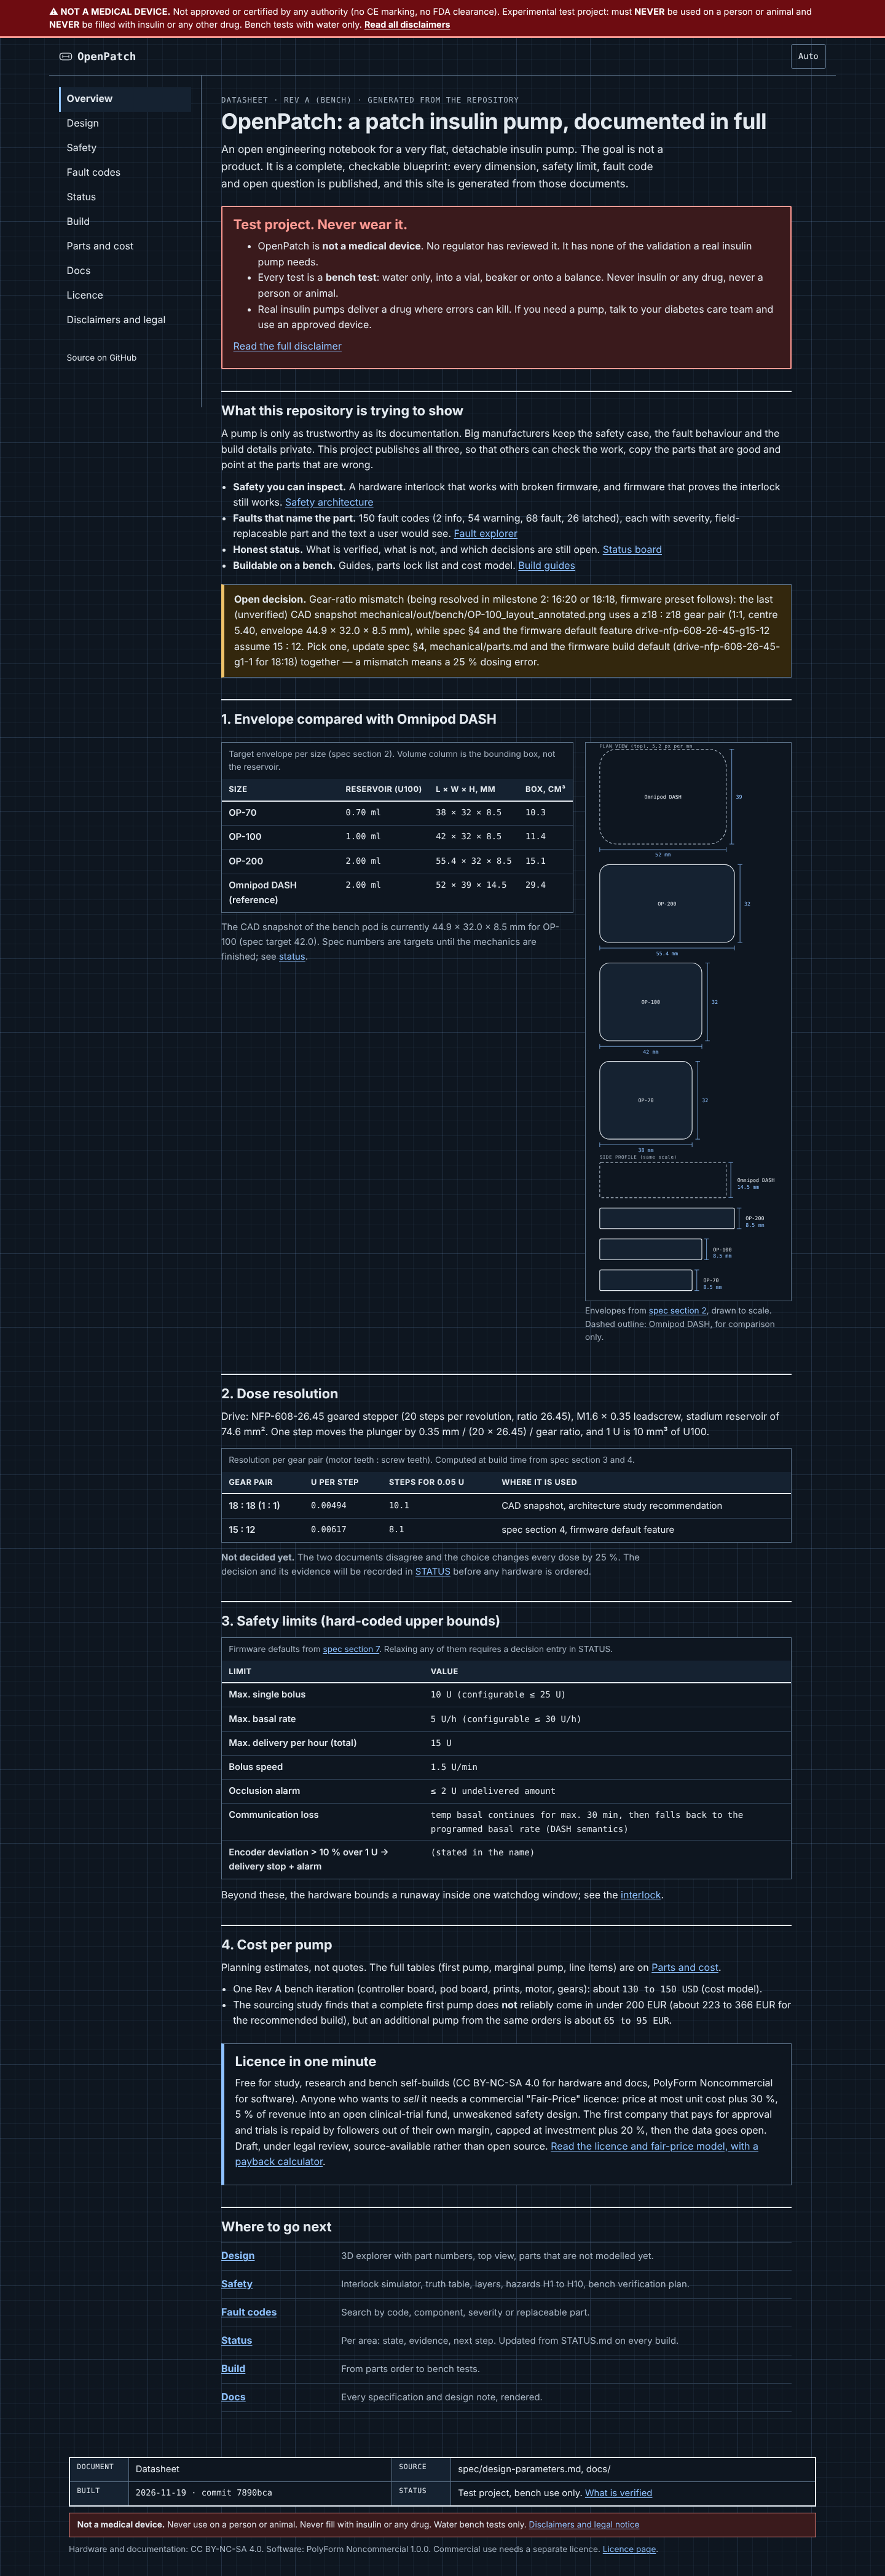 ⚠ NOT A MEDICAL DEVICE. Not approved or certified by any authority (no CE marking, no FDA clearance). Experimental test project: must NEVER be used on a person or animal and
NEVER be filled with insulin or any other drug. Bench tests with water only. Read all disclaimers
OpenPatch
Auto
Overview
Design
Safety
Fault codes
Status
Build
Parts and cost
Docs
Licence
Disclaimers and legal
Source on GitHub
DATASHEET · REV A (BENCH) · GENERATED FROM THE REPOSITORY
OpenPatch: a patch insulin pump, documented in full
An open engineering notebook for a very flat, detachable insulin pump. The goal is not a
product. It is a complete, checkable blueprint: every dimension, safety limit, fault code
and open question is published, and this site is generated from those documents.
Test project. Never wear it.
• OpenPatch is not a medical device. No regulator has reviewed it. It has none of the validation a real insulin
pump needs.
• Every test is a bench test: water only, into a vial, beaker or onto a balance. Never insulin or any drug, never a
person or animal.
• Real insulin pumps deliver a drug where errors can kill. If you need a pump, talk to your diabetes care team and
use an approved device.
Read the full disclaimer
What this repository is trying to show
A pump is only as trustworthy as its documentation. Big manufacturers keep the safety case, the fault behaviour and the
build details private. This project publishes all three, so that others can check the work, copy the parts that are good and
point at the parts that are wrong.
• Safety you can inspect. A hardware interlock that works with broken firmware, and firmware that proves the interlock
still works. Safety architecture
• Faults that name the part. 150 fault codes (2 info, 54 warning, 68 fault, 26 latched), each with severity, field-
replaceable part and the text a user would see. Fault explorer
• Honest status. What is verified, what is not, and which decisions are still open. Status board
• Buildable on a bench. Guides, parts lock list and cost model. Build guides
Open decision. Gear-ratio mismatch (being resolved in milestone 2: 16:20 or 18:18, firmware preset follows): the last
(unverified) CAD snapshot mechanical/out/bench/OP-100_layout_annotated.png uses a z18 : z18 gear pair (1:1, centre
5.40, envelope 44.9 × 32.0 × 8.5 mm), while spec §4 and the firmware default feature drive-nfp-608-26-45-g15-12
assume 15 : 12. Pick one, update spec §4, mechanical/parts.md and the firmware build default (drive-nfp-608-26-45-
g1-1 for 18:18) together — a mismatch means a 25 % dosing error.
1. Envelope compared with Omnipod DASH
Target envelope per size (spec section 2). Volume column is the bounding box, not
the reservoir.
SIZE RESERVOIR (U100) L × W × H, MM BOX, CM³
OP-70 0.70 ml 38 × 32 × 8.5 10.3
OP-100 1.00 ml 42 × 32 × 8.5 11.4
OP-200 2.00 ml 55.4 × 32 × 8.5 15.1
Omnipod DASH 2.00 ml 52 × 39 × 14.5 29.4
(reference)
The CAD snapshot of the bench pod is currently 44.9 × 32.0 × 8.5 mm for OP-
100 (spec target 42.0). Spec numbers are targets until the mechanics are
finished; see status.
PLAN VIEW (top), 3.2 px per mm
Omnipod DASH
39
52 mm
OP-200
32
55.4 mm
OP-100
32
42 mm
OP-70
32
38 mm
SIDE PROFILE (same scale)
Omnipod DASH
14.5 mm
OP-200
8.5 mm
OP-100
8.5 mm
OP-70
8.5 mm
Envelopes from spec section 2, drawn to scale.
Dashed outline: Omnipod DASH, for comparison
only.
2. Dose resolution
Drive: NFP-608-26.45 geared stepper (20 steps per revolution, ratio 26.45), M1.6 × 0.35 leadscrew, stadium reservoir of
74.6 mm². One step moves the plunger by 0.35 mm / (20 × 26.45) / gear ratio, and 1 U is 10 mm³ of U100.
Resolution per gear pair (motor teeth : screw teeth). Computed at build time from spec section 3 and 4.
GEAR PAIR U PER STEP STEPS FOR 0.05 U WHERE IT IS USED
18 : 18 (1 : 1) 0.00494 10.1 CAD snapshot, architecture study recommendation
15 : 12 0.00617 8.1 spec section 4, firmware default feature
Not decided yet. The two documents disagree and the choice changes every dose by 25 %. The
decision and its evidence will be recorded in STATUS before any hardware is ordered.
3. Safety limits (hard-coded upper bounds)
Firmware defaults from spec section 7. Relaxing any of them requires a decision entry in STATUS.
LIMIT VALUE
Max. single bolus 10 U (configurable ≤ 25 U)
Max. basal rate 5 U/h (configurable ≤ 30 U/h)
Max. delivery per hour (total) 15 U
Bolus speed 1.5 U/min
Occlusion alarm ≤ 2 U undelivered amount
Communication loss temp basal continues for max. 30 min, then falls back to the
programmed basal rate (DASH semantics)
Encoder deviation > 10 % over 1 U → (stated in the name)
delivery stop + alarm
Beyond these, the hardware bounds a runaway inside one watchdog window; see the interlock.
4. Cost per pump
Planning estimates, not quotes. The full tables (first pump, marginal pump, line items) are on Parts and cost.
• One Rev A bench iteration (controller board, pod board, prints, motor, gears): about 130 to 150 USD (cost model).
• The sourcing study finds that a complete first pump does not reliably come in under 200 EUR (about 223 to 366 EUR for
the recommended build), but an additional pump from the same orders is about 65 to 95 EUR.
Licence in one minute
Free for study, research and bench self-builds (CC BY-NC-SA 4.0 for hardware and docs, PolyForm Noncommercial
for software). Anyone who wants to sell it needs a commercial "Fair-Price" licence: price at most unit cost plus 30 %,
5 % of revenue into an open clinical-trial fund, unweakened safety design. The first company that pays for approval
and trials is repaid by followers out of their own margin, capped at investment plus 20 %, then the data goes open.
Draft, under legal review, source-available rather than open source. Read the licence and fair-price model, with a
payback calculator.
Where to go next
Design 3D explorer with part numbers, top view, parts that are not modelled yet.
Safety Interlock simulator, truth table, layers, hazards H1 to H10, bench verification plan.
Fault codes Search by code, component, severity or replaceable part.
Status Per area: state, evidence, next step. Updated from STATUS.md on every build.
Build From parts order to bench tests.
Docs Every specification and design note, rendered.
DOCUMENT Datasheet SOURCE spec/design-parameters.md, docs/
BUILT 2026-11-19 · commit 7890bca STATUS Test project, bench use only. What is verified
Not a medical device. Never use on a person or animal. Never fill with insulin or any drug. Water bench tests only. Disclaimers and legal notice
Hardware and documentation: CC BY-NC-SA 4.0. Software: PolyForm Noncommercial 1.0.0. Commercial use needs a separate licence. Licence page.